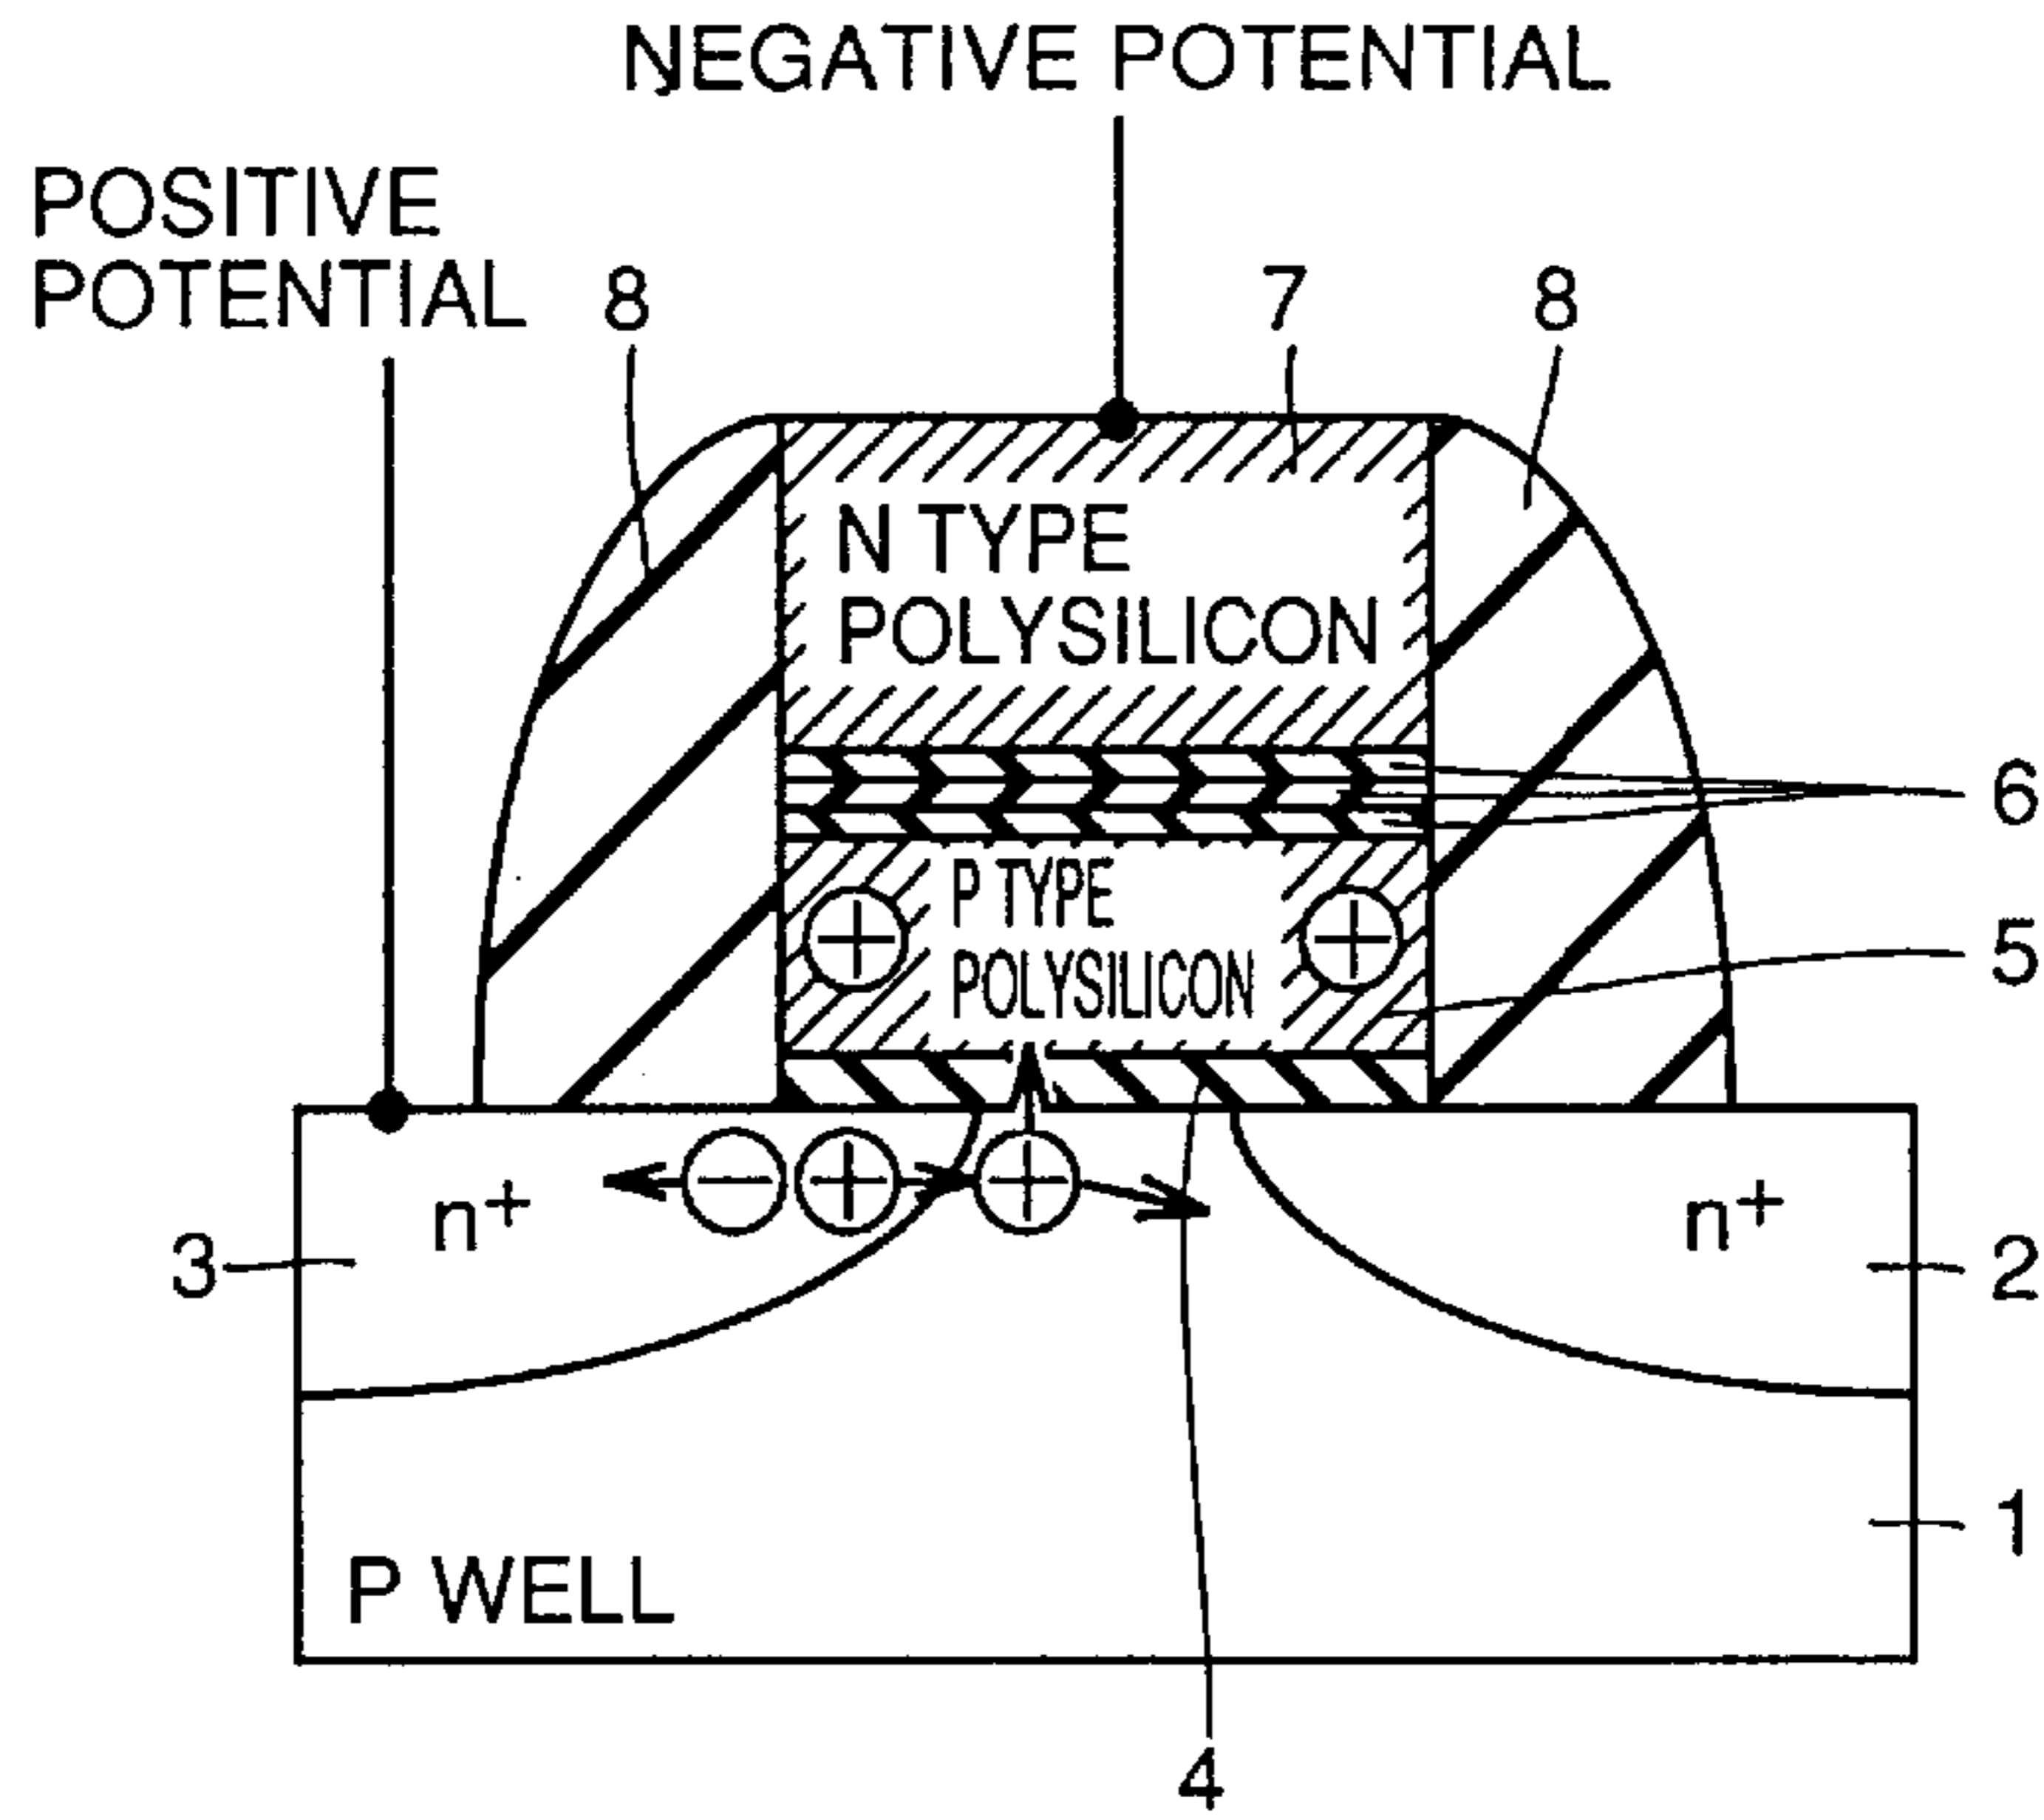 NEGATIVE POTENTIAL
POSITIVE
POTENTIAL
8
7
8
N TYPE
POLYSILICON
6
P TYPE
POLYSILICON
5
n+
n+
3
2
1
P WELL
4